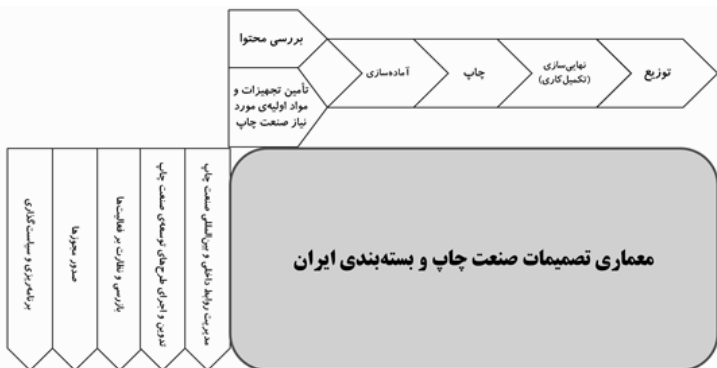 بررسی محتوا
تأمین تجهیزات و
مواد اولیه‌ی مورد
نیاز صنعت چاپ
آماده‌سازی
چاپ
نهایی‌سازی
(تکمیل‌کاری)
توزیع
مدیریت روابط داخلی و بین‌المللی صنعت چاپ
تدوین و اجرای طرح‌های توسعه‌ی صنعت چاپ
بازرسی و نظارت بر فعالیت‌ها
صدور مجوزها
برنامه‌ریزی و سیاست‌گذاری
معماری تصمیمات صنعت چاپ و بسته‌بندی ایران